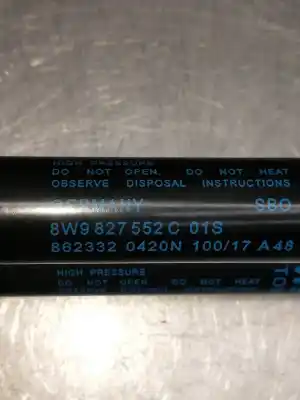 HIGH PRESSURE
DO NOT OPEN. DO NOT HEAT
OBSERVE DISPOSAL INSTRUCTIONS
GERMANY SBO
8W9 827 552 C 01S
862332 0420N 100/17 A48
HIGH PRESSURE
DO NOT OPEN. DO NOT HEAT
TO